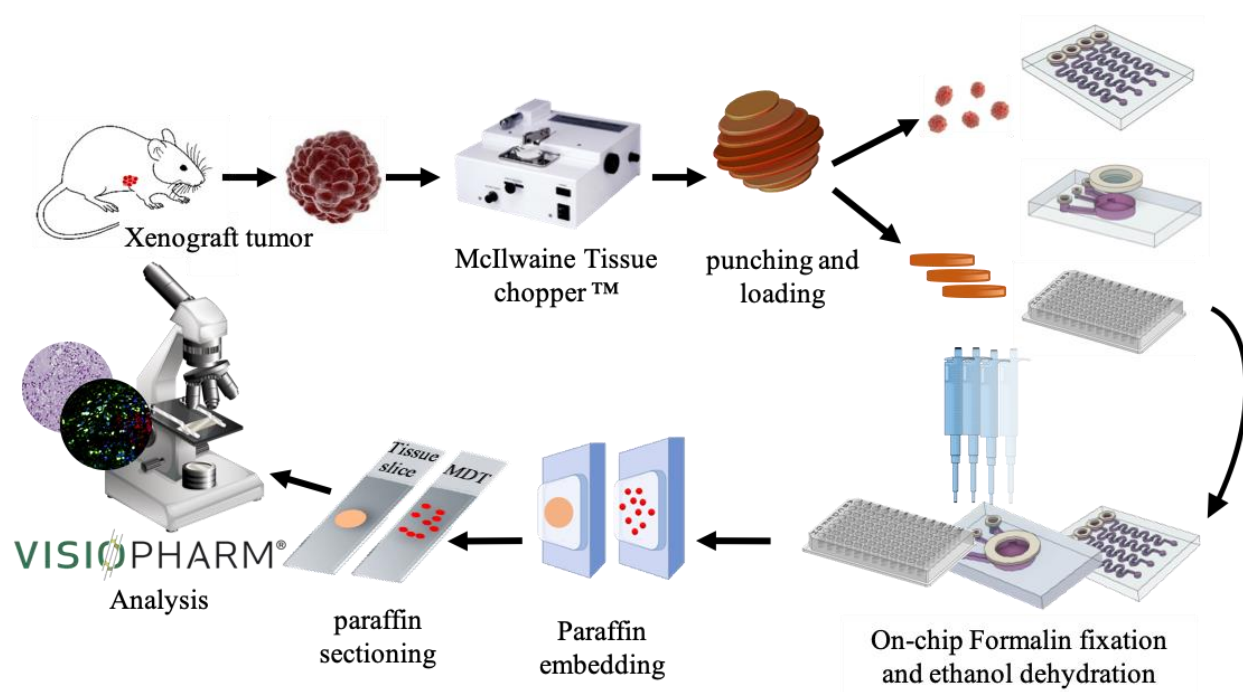 Xenograft tumor
McIlwaine Tissue
chopper ™
punching and
loading
On-chip Formalin fixation
and ethanol dehydration
Paraffin
embedding
Tissue
slice
MDT
paraffin
sectioning
VISIOPHARM®
Analysis